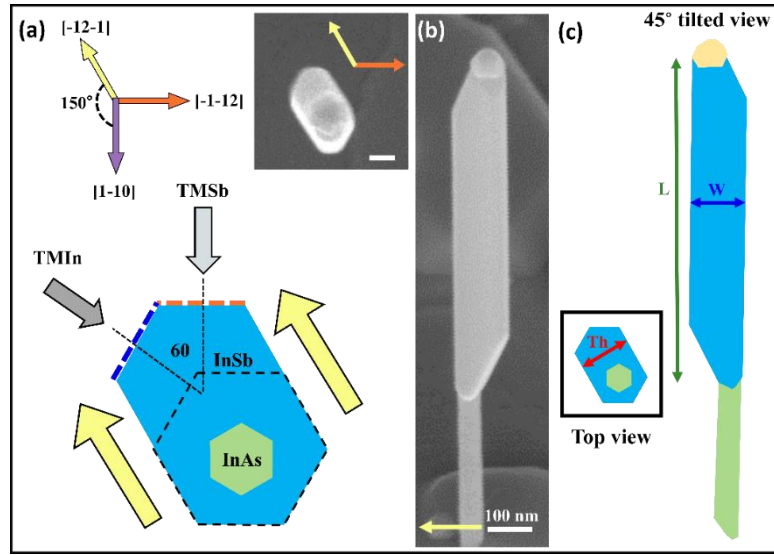 (a)
[-12-1]
150°
[-1-12]
[1-10]
TMSb
TMIn
60
InSb
InAs
(b)
100 nm
(c)
45° tilted view
L
W
Th
Top view